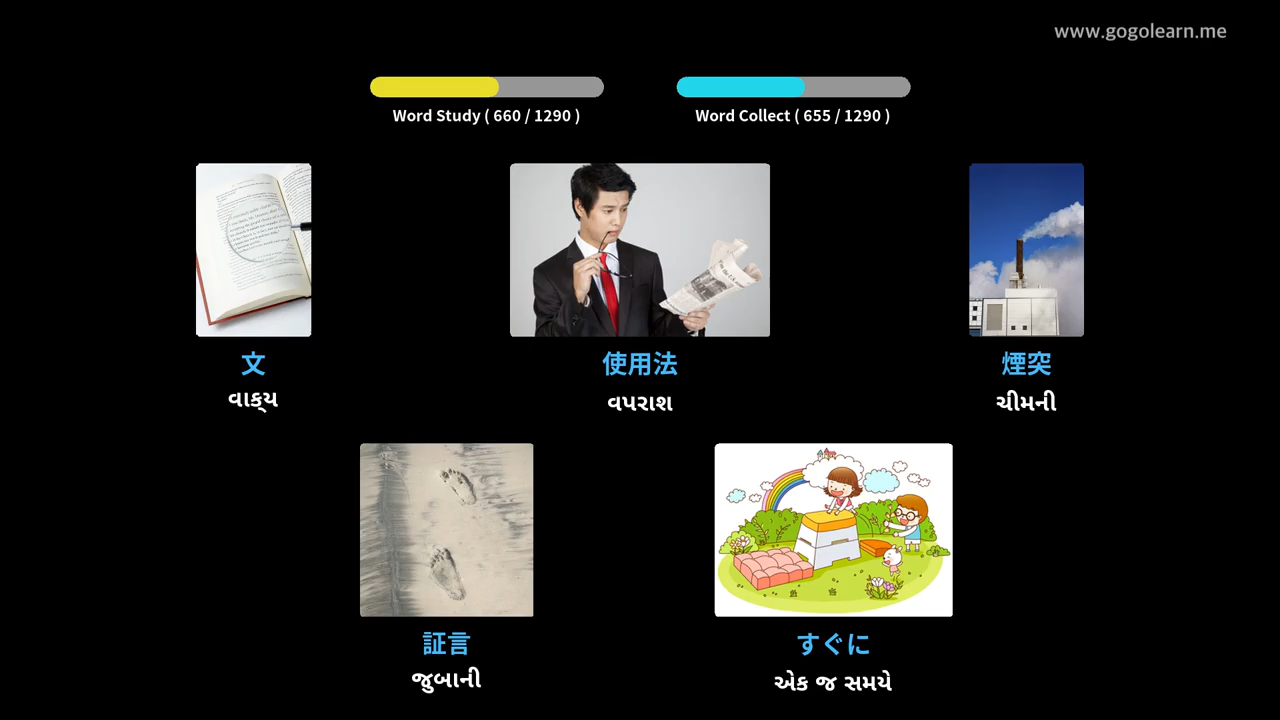 www.gogolearn.me
Word Study ( 660 / 1290 )
Word Collect ( 655 / 1290 )
文
વાક્ય
使用法
વપરાશ
煙突
ચીમની
証言
જુબાની
すぐに
એક જ સમયે